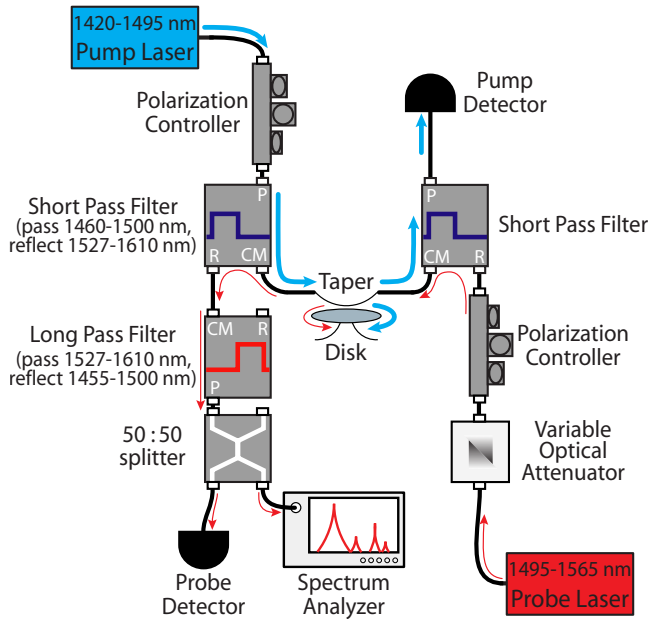 1420-1495 nm
Pump Laser
Polarization
Controller
Pump
Detector
P
Short Pass Filter
(pass 1460-1500 nm,
reflect 1527-1610 nm)
R
CM
P
Short Pass Filter
CM
R
Taper
Disk
Long Pass Filter
(pass 1527-1610 nm,
reflect 1455-1500 nm)
CM
R
P
Polarization
Controller
50 : 50
splitter
Variable
Optical
Attenuator
Probe
Detector
Spectrum
Analyzer
1495-1565 nm
Probe Laser